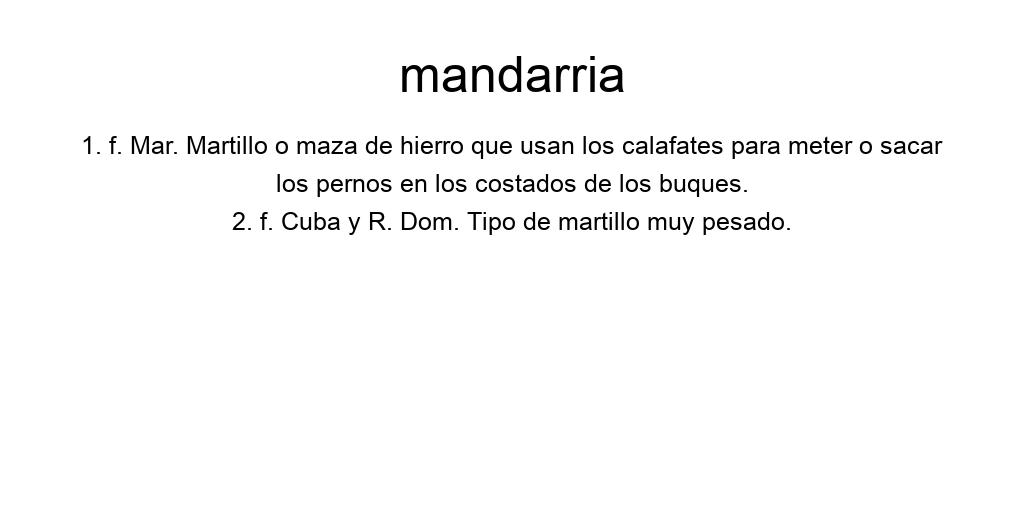 mandarria
1. f. Mar. Martillo o maza de hierro que usan los calafates para meter o sacar
los pernos en los costados de los buques.
2. f. Cuba y R. Dom. Tipo de martillo muy pesado.